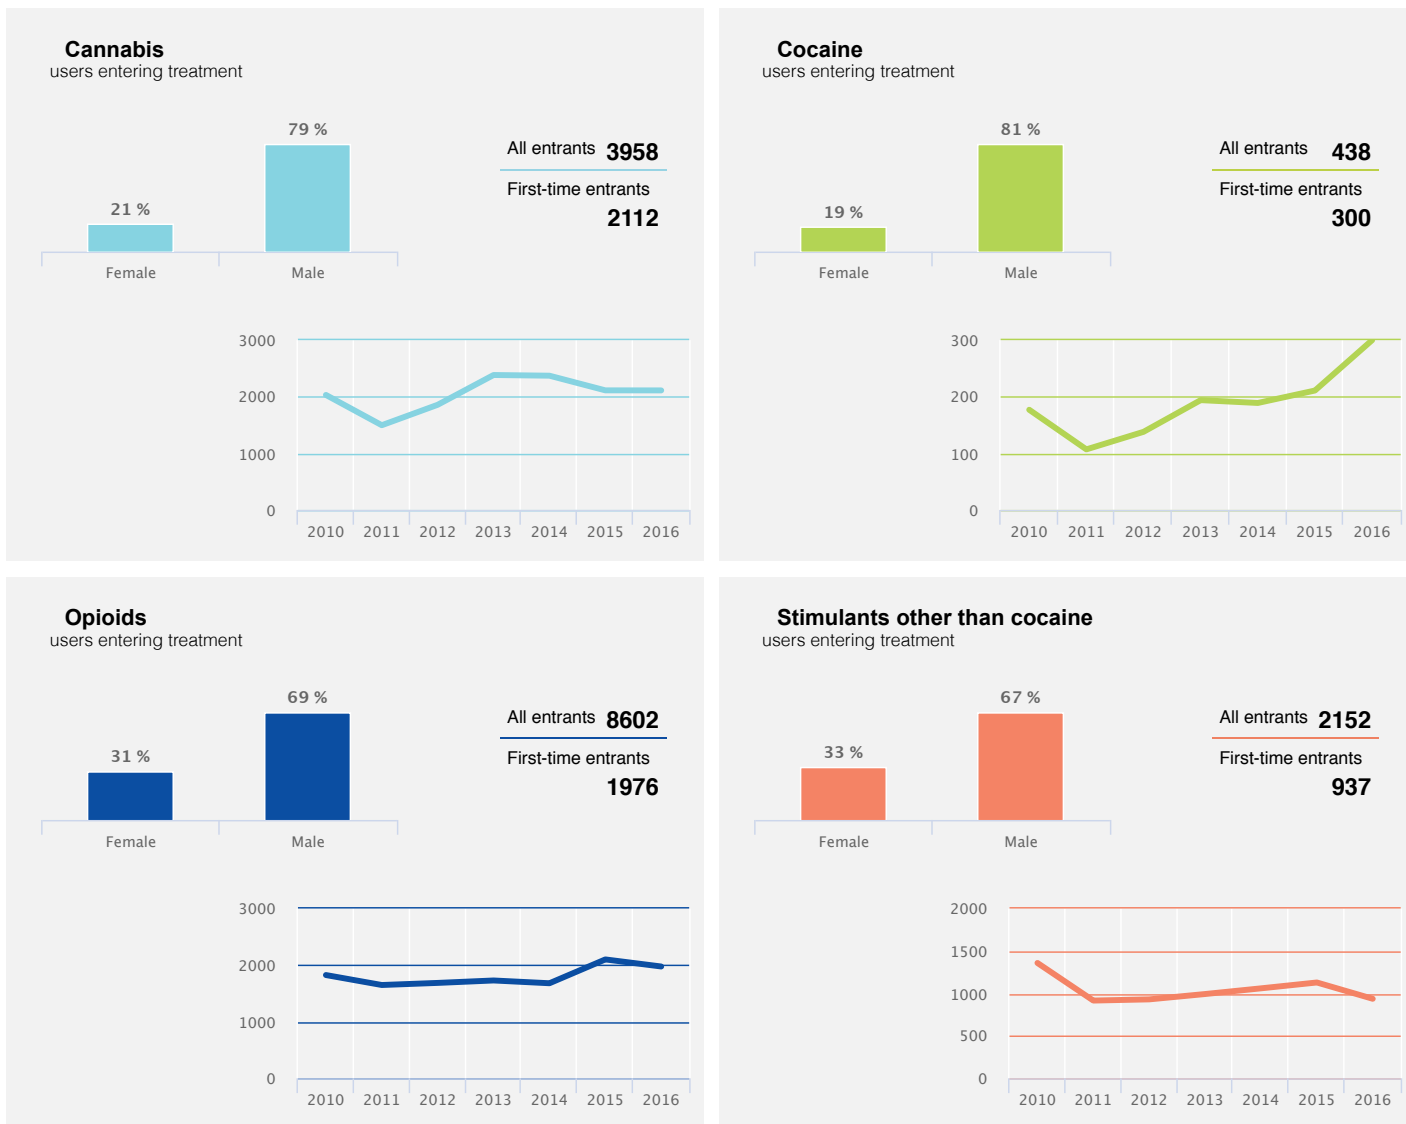 Cannabis
users entering treatment
79 %
21 %
Female Male
All entrants 3958
First-time entrants
2112
3000
2000
1000
0
2010 2011 2012 2013 2014 2015 2016
Cocaine
users entering treatment
81 %
19 %
Female Male
All entrants 438
First-time entrants
300
300
200
100
0
2010 2011 2012 2013 2014 2015 2016
Opioids
users entering treatment
69 %
31 %
Female Male
All entrants 8602
First-time entrants
1976
3000
2000
1000
0
2010 2011 2012 2013 2014 2015 2016
Stimulants other than cocaine
users entering treatment
67 %
33 %
Female Male
All entrants 2152
First-time entrants
937
2000
1500
1000
500
0
2010 2011 2012 2013 2014 2015 2016